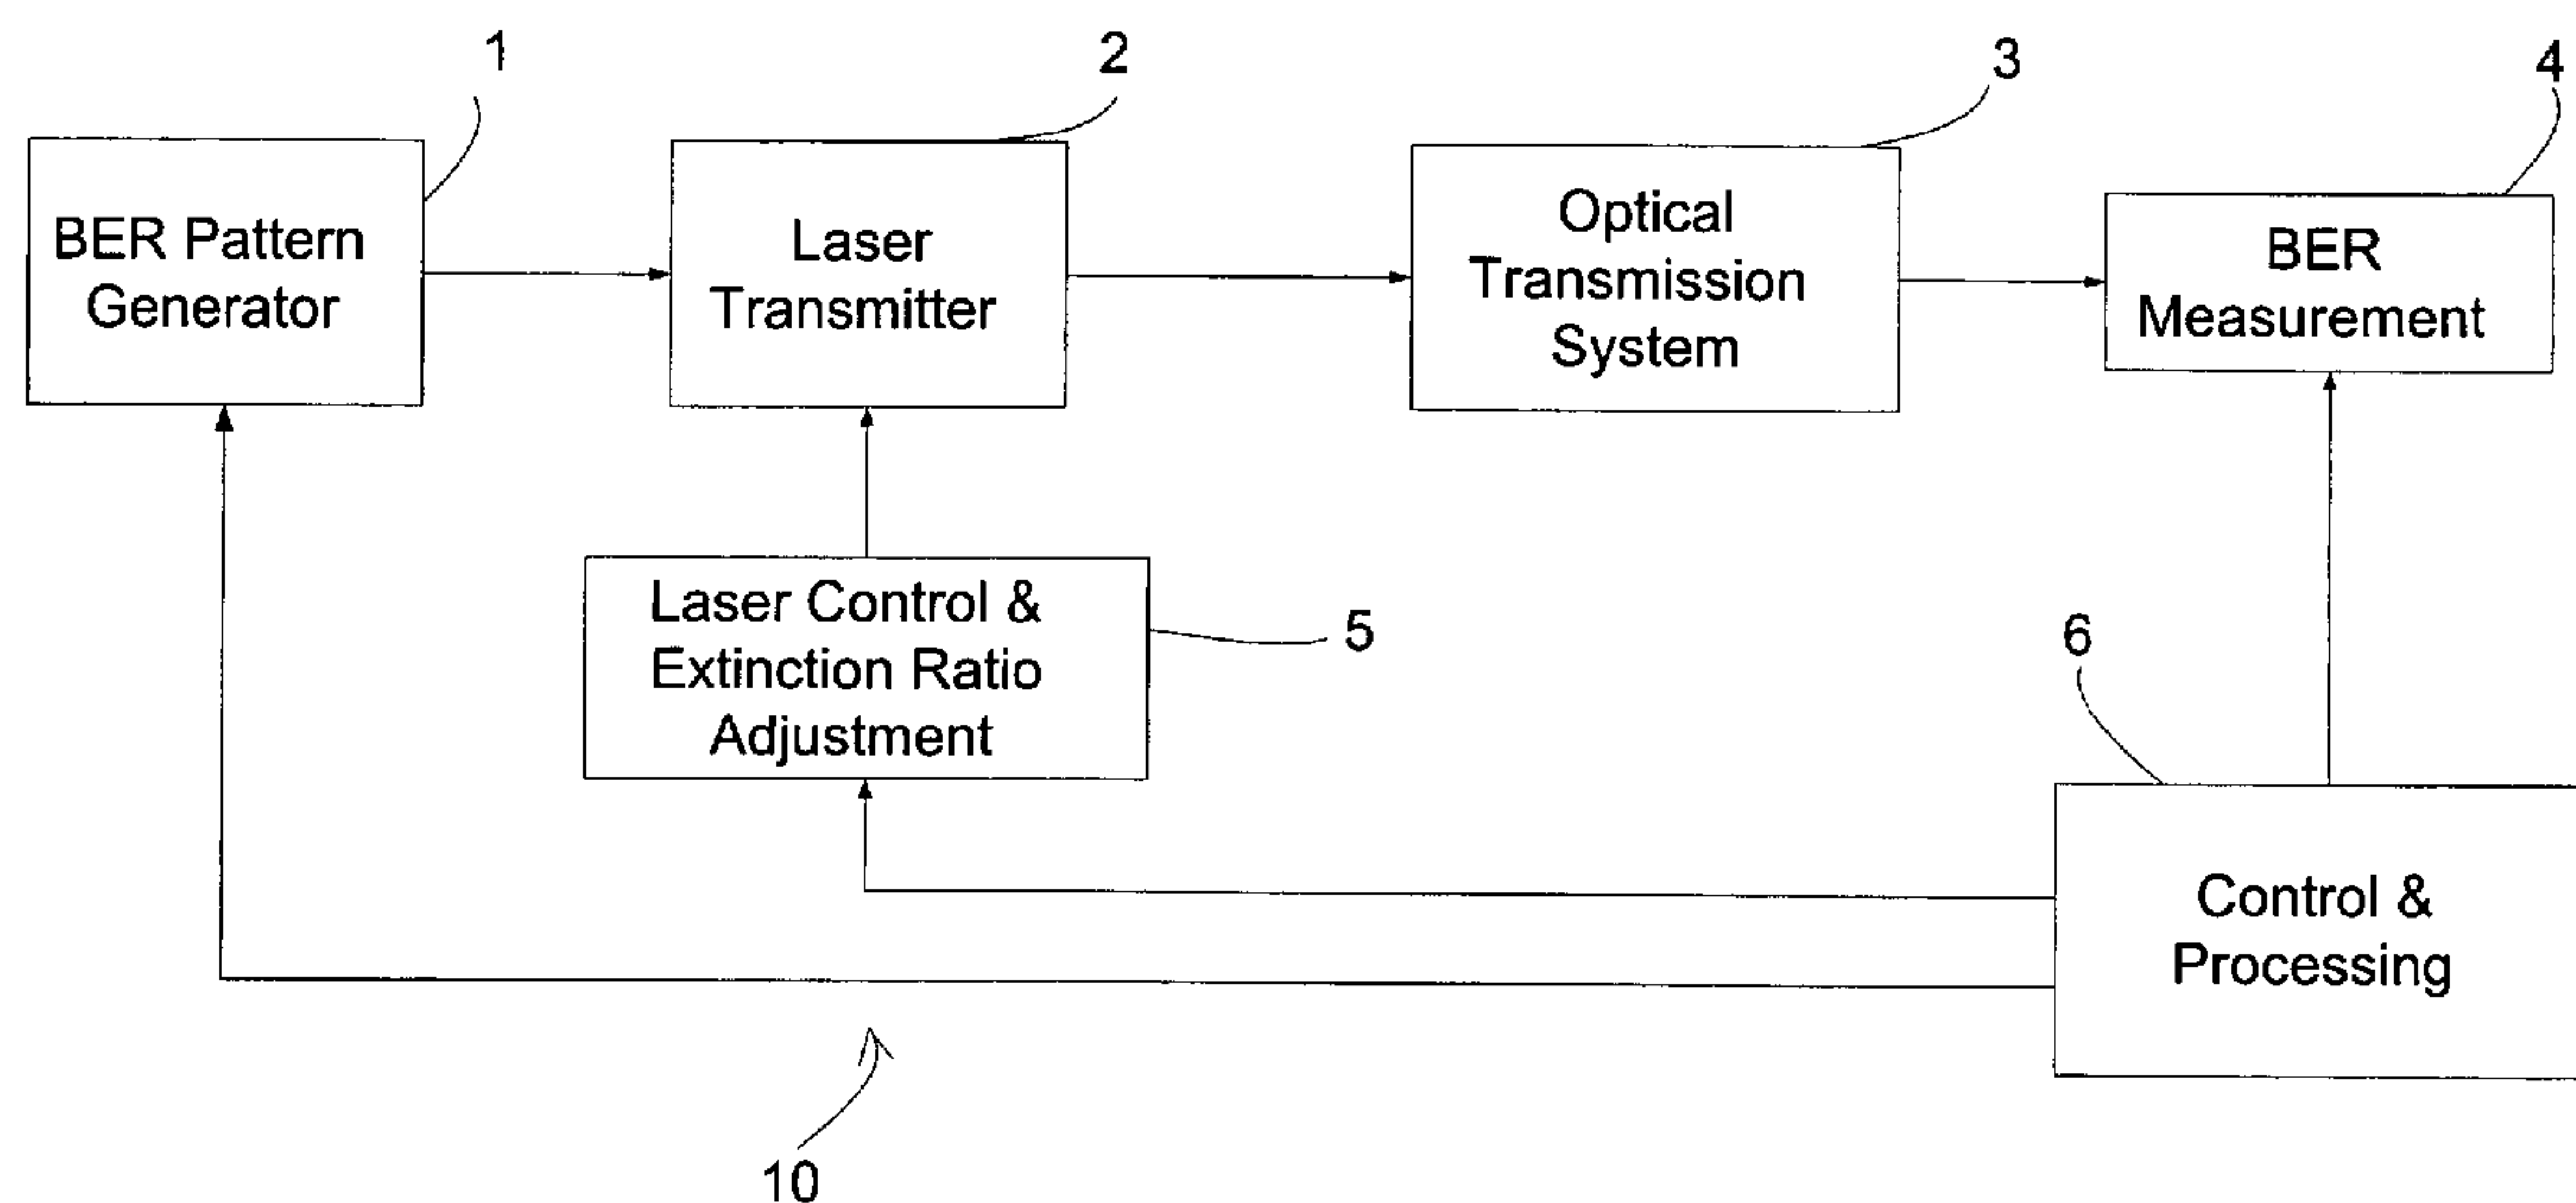 1
2
3
4
BER Pattern
Generator
Laser
Transmitter
Optical
Transmission
System
BER
Measurement
Laser Control &
Extinction Ratio
Adjustment
5
6
Control &
Processing
10